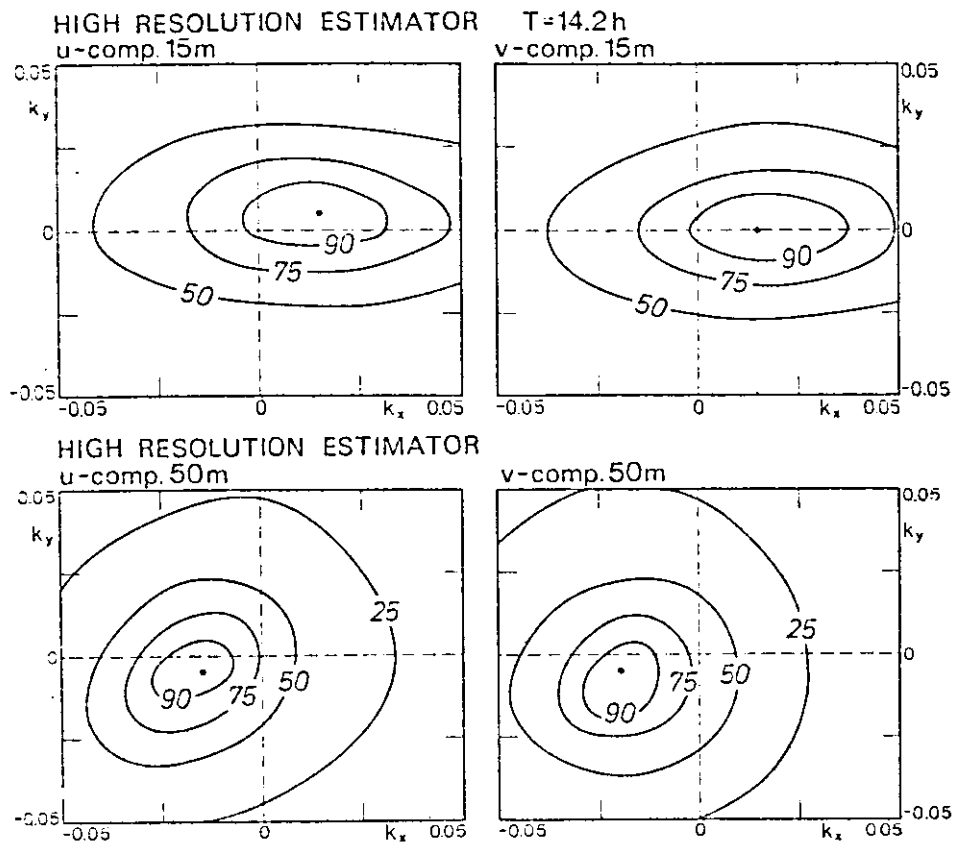 HIGH RESOLUTION ESTIMATOR T=14.2h
u-comp. 15m v-comp. 15m
0.05 0.05
k_y k_y
0 0
90 90
75 75
50 50
-0.05 -0.05
-0.05 0 k_x 0.05 -0.05 0 k_x 0.05
HIGH RESOLUTION ESTIMATOR
u-comp. 50m v-comp. 50m
0.05 0.05
k_y k_y
25 25
0 0
90 75 50 90 75 50
-0.05 -0.05
-0.05 0 k_x 0.05 -0.05 0 k_x 0.05